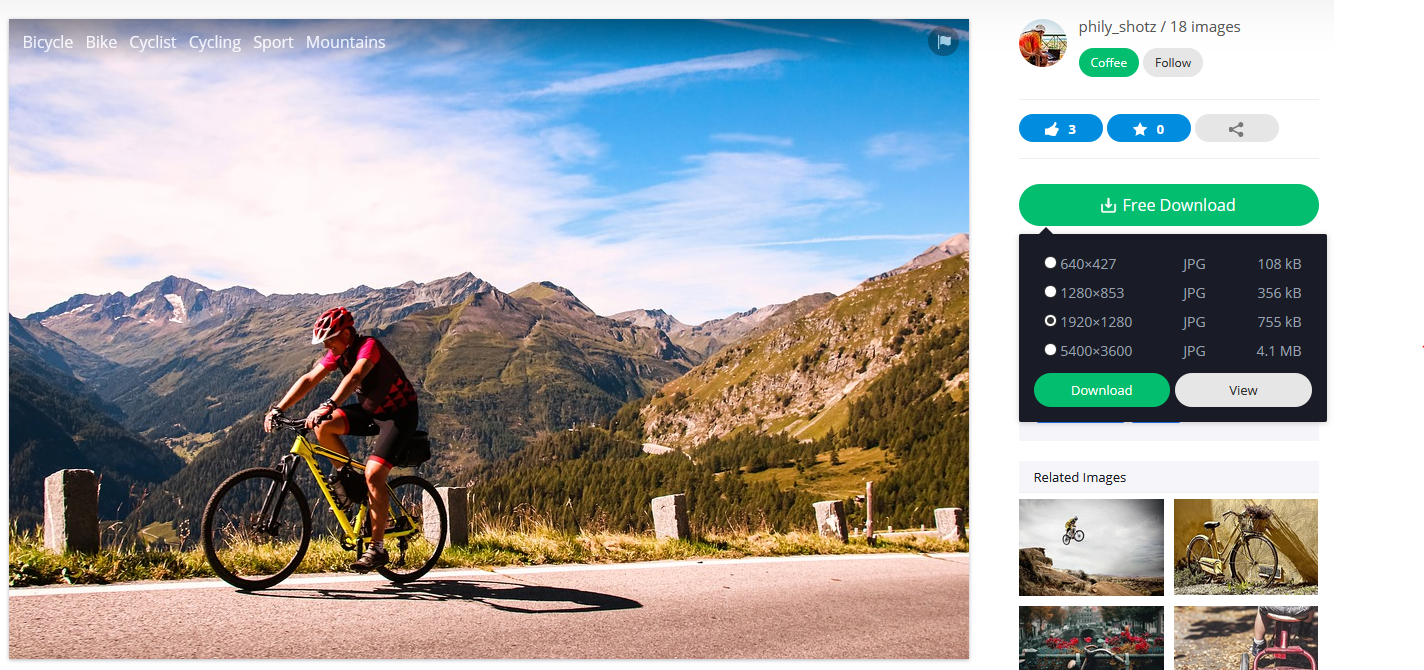 Bicycle Bike Cyclist Cycling Sport Mountains
phily_shotz / 18 images
Coffee Follow
3 0
Free Download
640×427 JPG 108 kB
1280×853 JPG 356 kB
1920×1280 JPG 755 kB
5400×3600 JPG 4.1 MB
Download View
Related Images